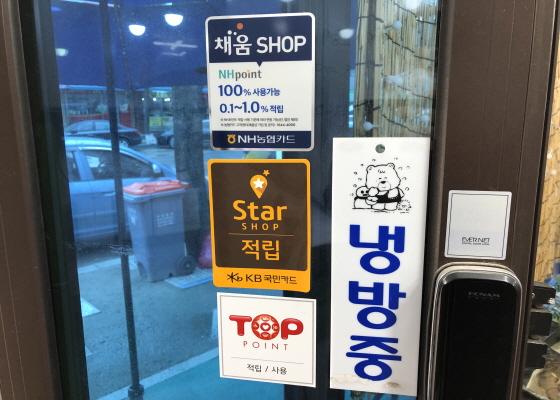 채움 SHOP
NHpoint
100% 사용가능
0.1~1.0% 적립
NH농협카드
Star
SHOP
적립
KB국민카드
TOP
POINT
적립 / 사용
냉방중
EVERNET